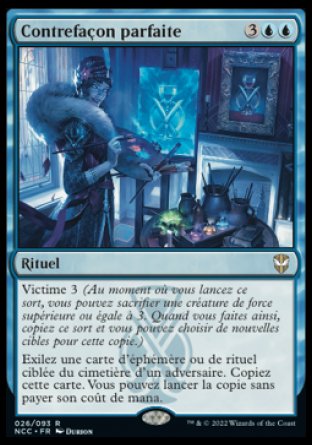 Contrefaçon parfaite 3
Rituel
Victime 3 (Au moment où vous lancez ce
sort, vous pouvez sacrifier une créature de force
supérieure ou égale à 3. Quand vous faites ainsi,
copiez ce sort et vous pouvez choisir de nouvelles
cibles pour cette copie.)
Exilez une carte d'éphémère ou de rituel
ciblée du cimetière d'un adversaire. Copiez
cette carte. Vous pouvez lancer la copie sans
payer son coût de mana.
026/093 R
NCC • FR Durion
™ & © 2022 Wizards of the Coast